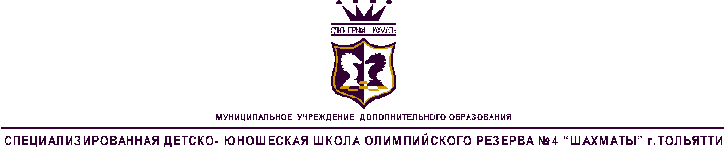 МУНИЦИПАЛЬНОЕ УЧРЕЖДЕНИЕ ДОПОЛНИТЕЛЬНОГО ОБРАЗОВАНИЯ
СПЕЦИАЛИЗИРОВАННАЯ ДЕТСКО- ЮНОШЕСКАЯ ШКОЛА ОЛИМПИЙСКОГО РЕЗЕРВА №4 "ШАХМАТЫ" г.ТОЛЬЯТТИ